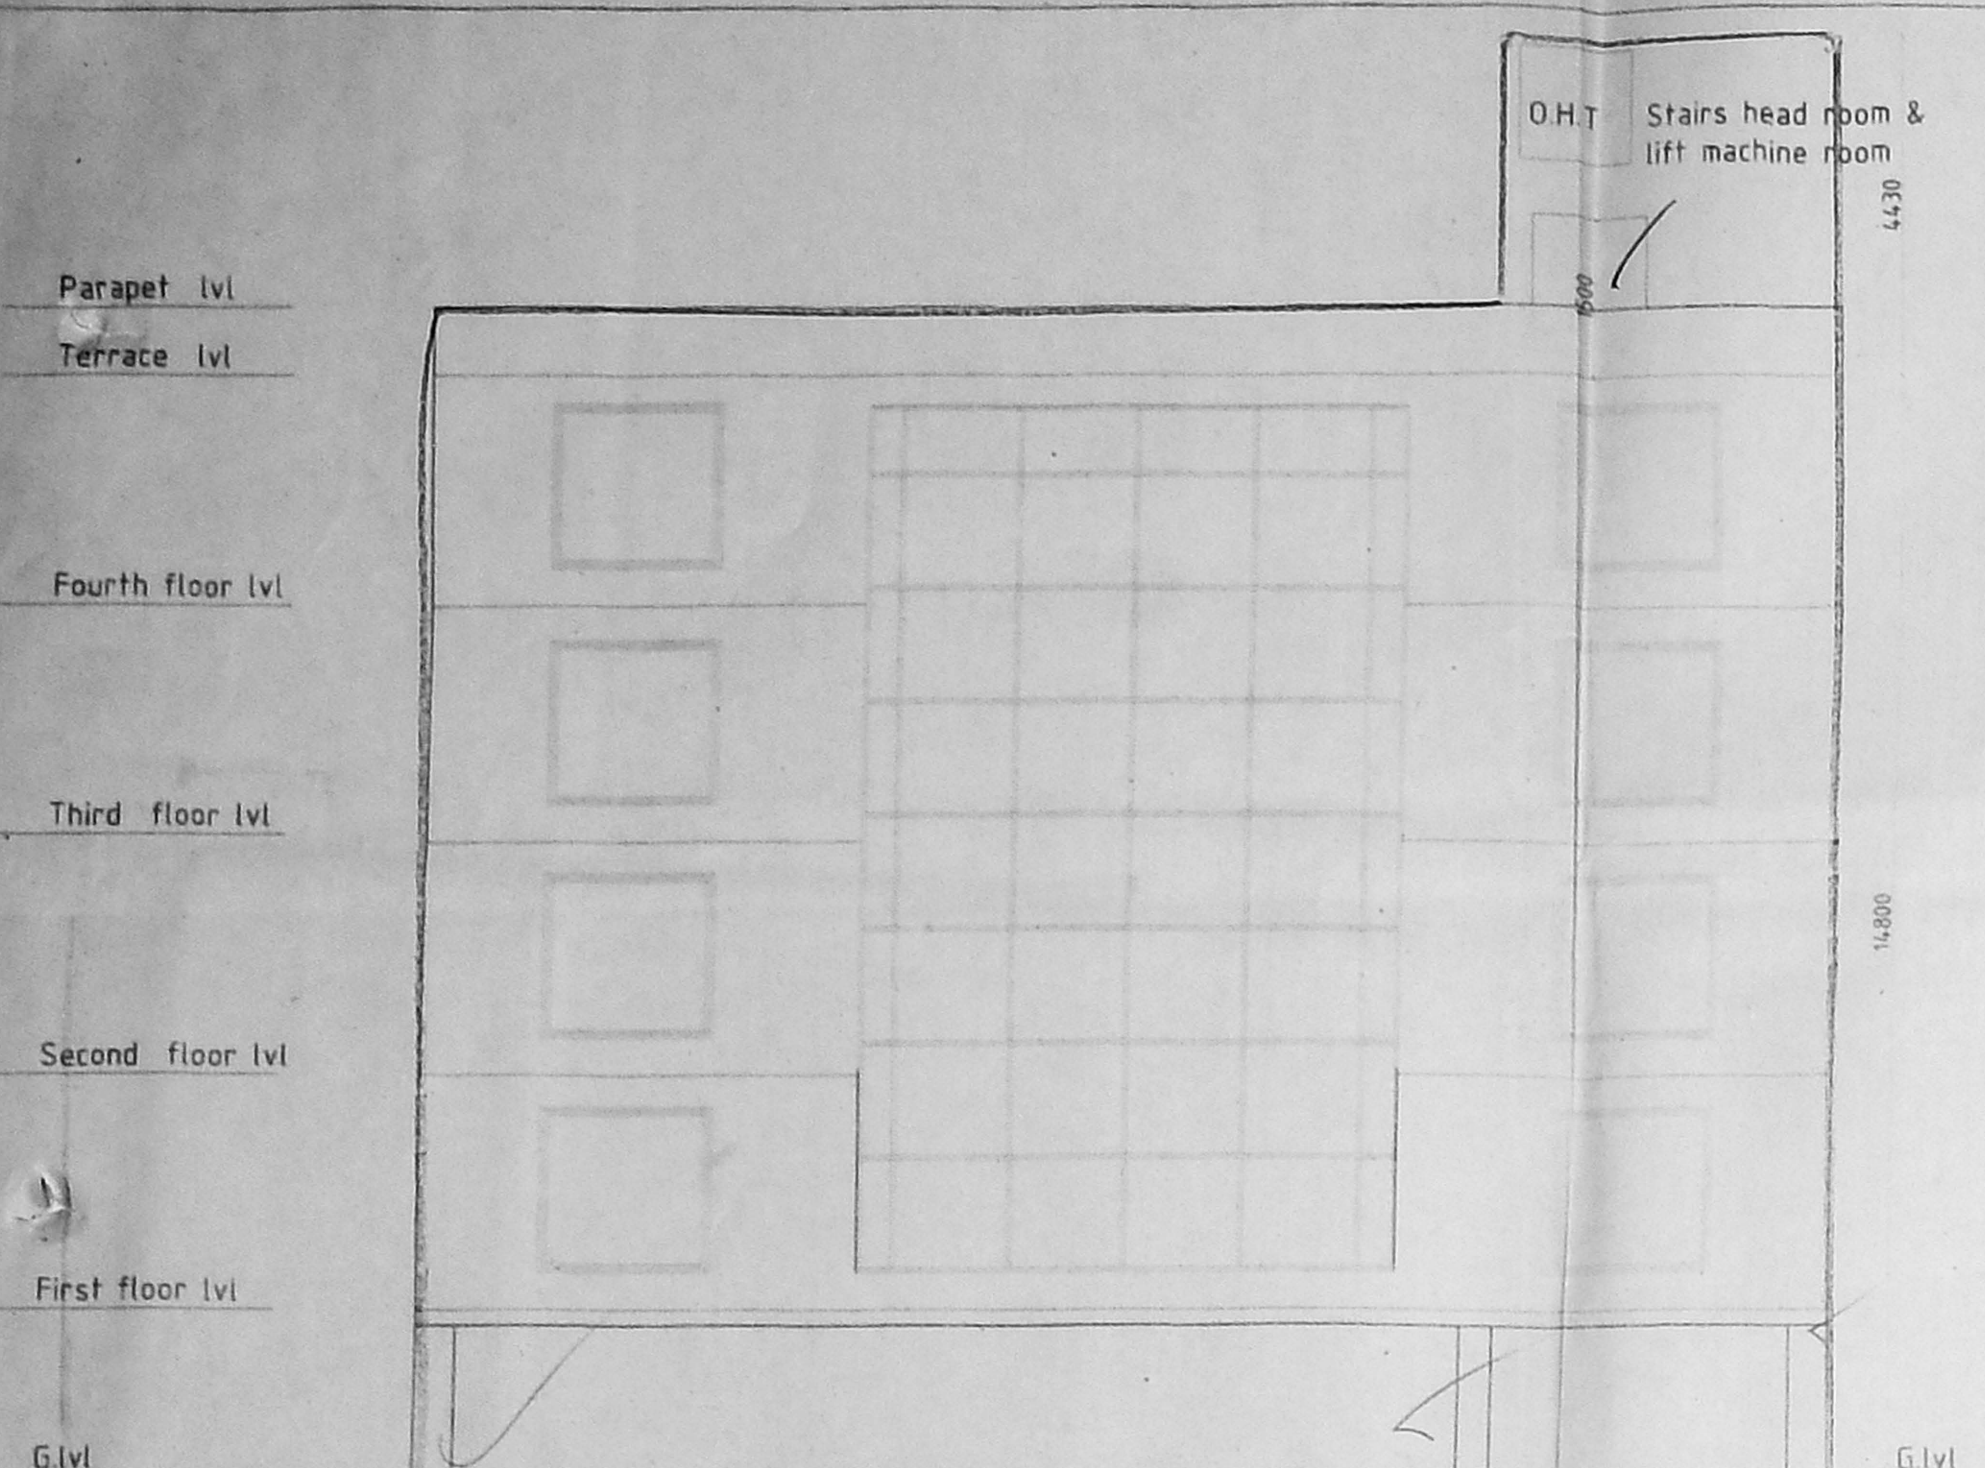 O.H.T
Stairs head room &
lift machine room
4430
Parapet lvl
Terrace lvl
Fourth floor lvl
Third floor lvl
14800
Second floor lvl
First floor lvl
G.lvl
G.lvl